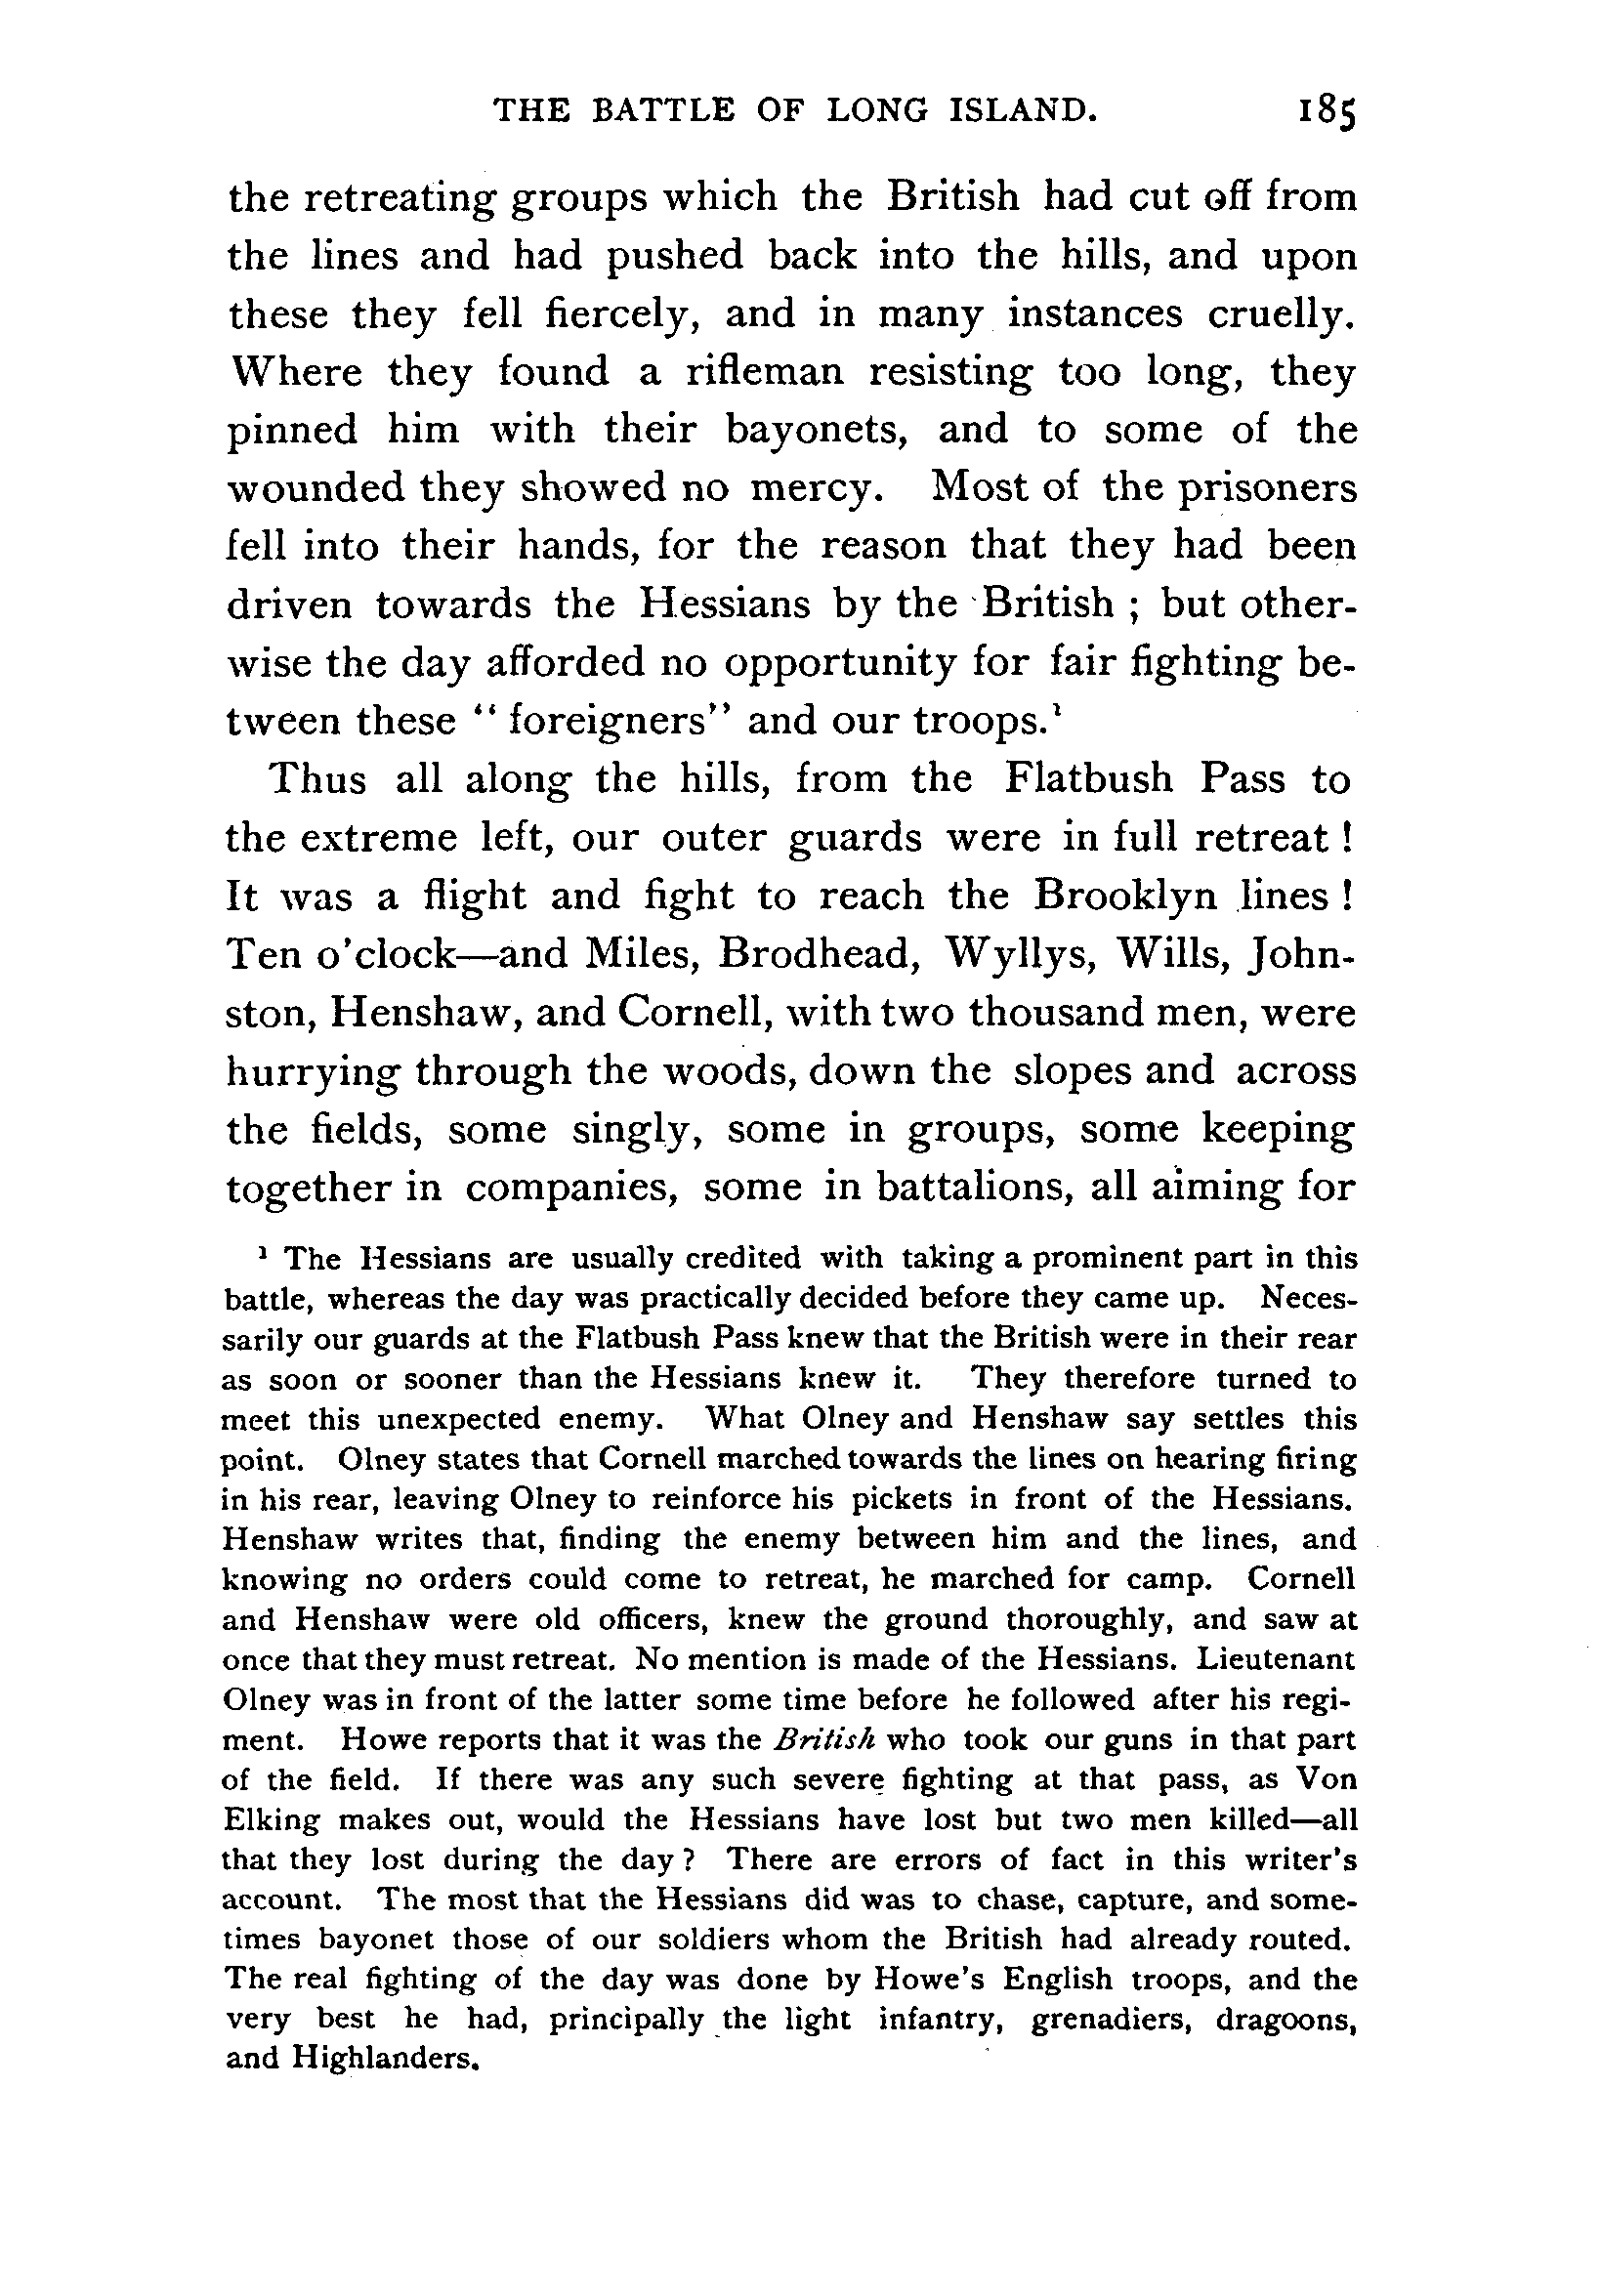 THE BATTLE OF LONG ISLAND. 185
the retreating groups which the British had cut off from
the lines and had pushed back into the hills, and upon
these they fell fiercely, and in many instances cruelly.
Where they found a rifleman resisting too long, they
pinned him with their bayonets, and to some of the
wounded they showed no mercy. Most of the prisoners
fell into their hands, for the reason that they had been
driven towards the Hessians by the British ; but other-
wise the day afforded no opportunity for fair fighting be-
tween these “ foreigners” and our troops.¹
Thus all along the hills, from the Flatbush Pass to
the extreme left, our outer guards were in full retreat !
It was a flight and fight to reach the Brooklyn lines !
Ten o'clock—and Miles, Brodhead, Wyllys, Wills, John-
ston, Henshaw, and Cornell, with two thousand men, were
hurrying through the woods, down the slopes and across
the fields, some singly, some in groups, some keeping
together in companies, some in battalions, all aiming for
¹ The Hessians are usually credited with taking a prominent part in this
battle, whereas the day was practically decided before they came up. Neces-
sarily our guards at the Flatbush Pass knew that the British were in their rear
as soon or sooner than the Hessians knew it. They therefore turned to
meet this unexpected enemy. What Olney and Henshaw say settles this
point. Olney states that Cornell marched towards the lines on hearing firing
in his rear, leaving Olney to reinforce his pickets in front of the Hessians.
Henshaw writes that, finding the enemy between him and the lines, and
knowing no orders could come to retreat, he marched for camp. Cornell
and Henshaw were old officers, knew the ground thoroughly, and saw at
once that they must retreat. No mention is made of the Hessians. Lieutenant
Olney was in front of the latter some time before he followed after his regi-
ment. Howe reports that it was the British who took our guns in that part
of the field. If there was any such severe fighting at that pass, as Von
Elking makes out, would the Hessians have lost but two men killed—all
that they lost during the day ? There are errors of fact in this writer's
account. The most that the Hessians did was to chase, capture, and some-
times bayonet those of our soldiers whom the British had already routed.
The real fighting of the day was done by Howe's English troops, and the
very best he had, principally the light infantry, grenadiers, dragoons,
and Highlanders.